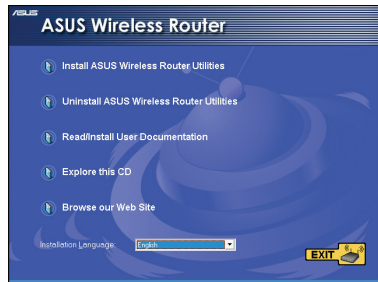 ASUS
ASUS Wireless Router
Install ASUS Wireless Router Utilities
Uninstall ASUS Wireless Router Utilities
Read/Install User Documentation
Explore this CD
Browse our Web Site
Installation Language: English
EXIT